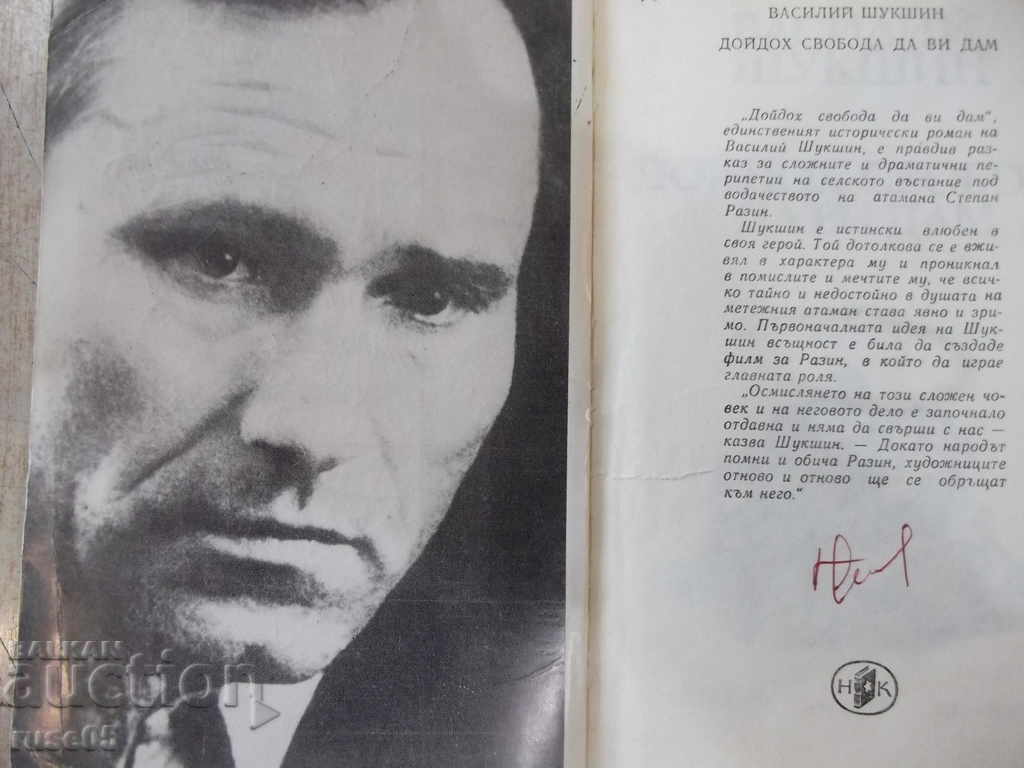 ВАСИЛИЙ ШУКШИН
ДОЙДОХ СВОБОДА ДА ВИ ДАМ
„Дойдох свобода да ви дам“,
единственият исторически роман на
Василий Шукшин, е правдив раз-
каз за сложните и драматични пе-
рипетии на селското въстание под
водачеството на атамана Степан
Разин.
Шукшин е истински влюбен в
своя герой. Той дотолкова се е вжи-
вял в характера му и проникнал
в помислите и мечтите му, че всич-
ко тайно и недостойно в душата на
метежния атаман става явно и зри-
мо. Първоначалната идея на Шук-
шин всъщност е била да създаде
филм за Разин, в който да играе
главната роля.
„Осмислянето на този сложен чо-
век и на неговото дело е започнало
отдавна и няма да свърши с нас —
казва Шукшин. — Докато народът
помни и обича Разин, художниците
отново и отново ще се обръщат
към него.“
Н К
БАЛКАН
auction
ruse05